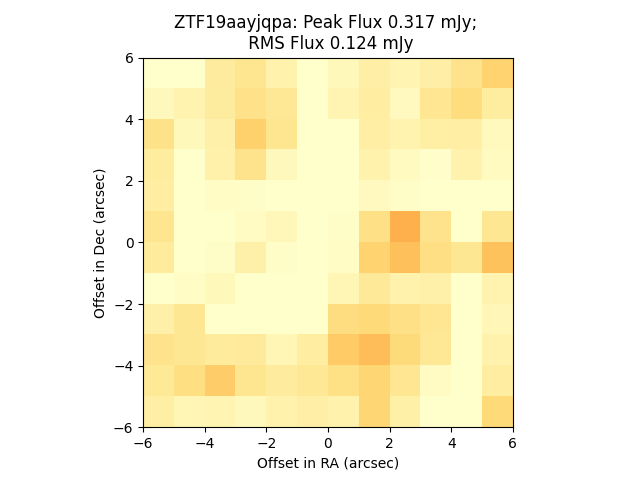 ZTF19aayjqpa: Peak Flux 0.317 mJy;
RMS Flux 0.124 mJy
6
4
2
0
−2
−4
−6
Offset in Dec (arcsec)
−6 −4 −2 0 2 4 6
Offset in RA (arcsec)